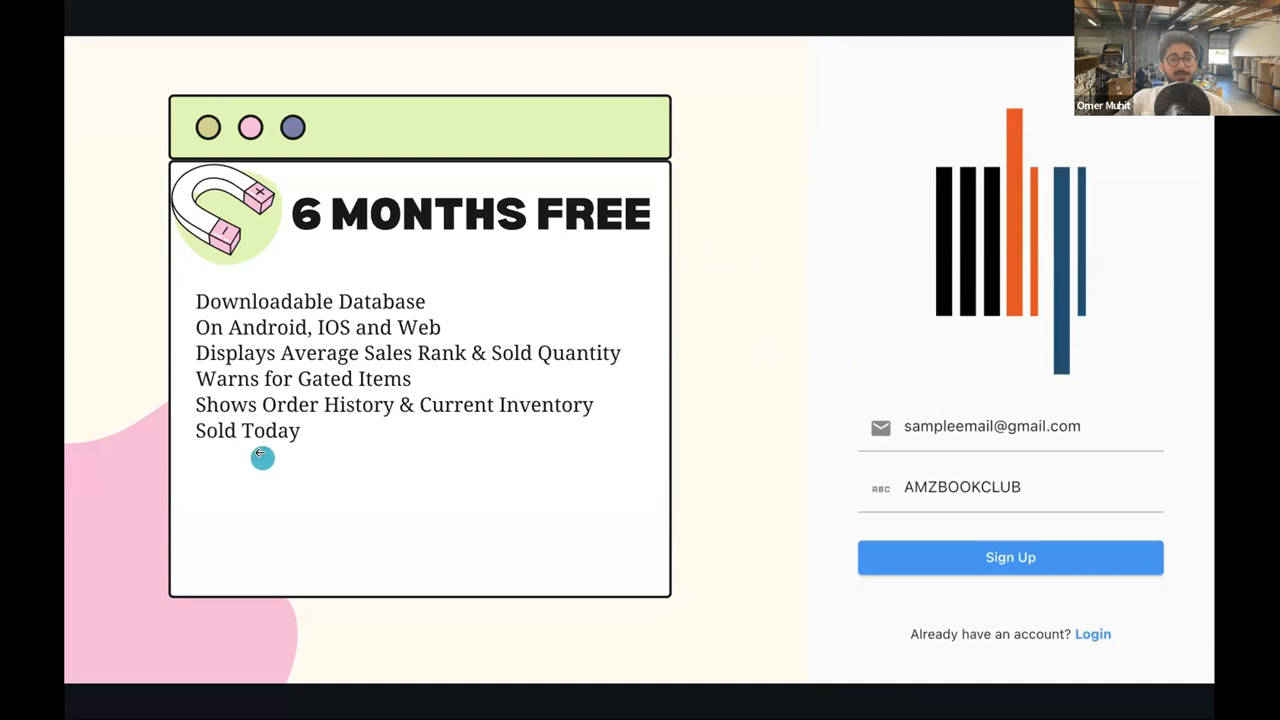 Omer Muhit
6 MONTHS FREE
Downloadable Database
On Android, IOS and Web
Displays Average Sales Rank & Sold Quantity
Warns for Gated Items
Shows Order History & Current Inventory
Sold Today
sampleemail@gmail.com
ABC AMZBOOKCLUB
Sign Up
Already have an account? Login